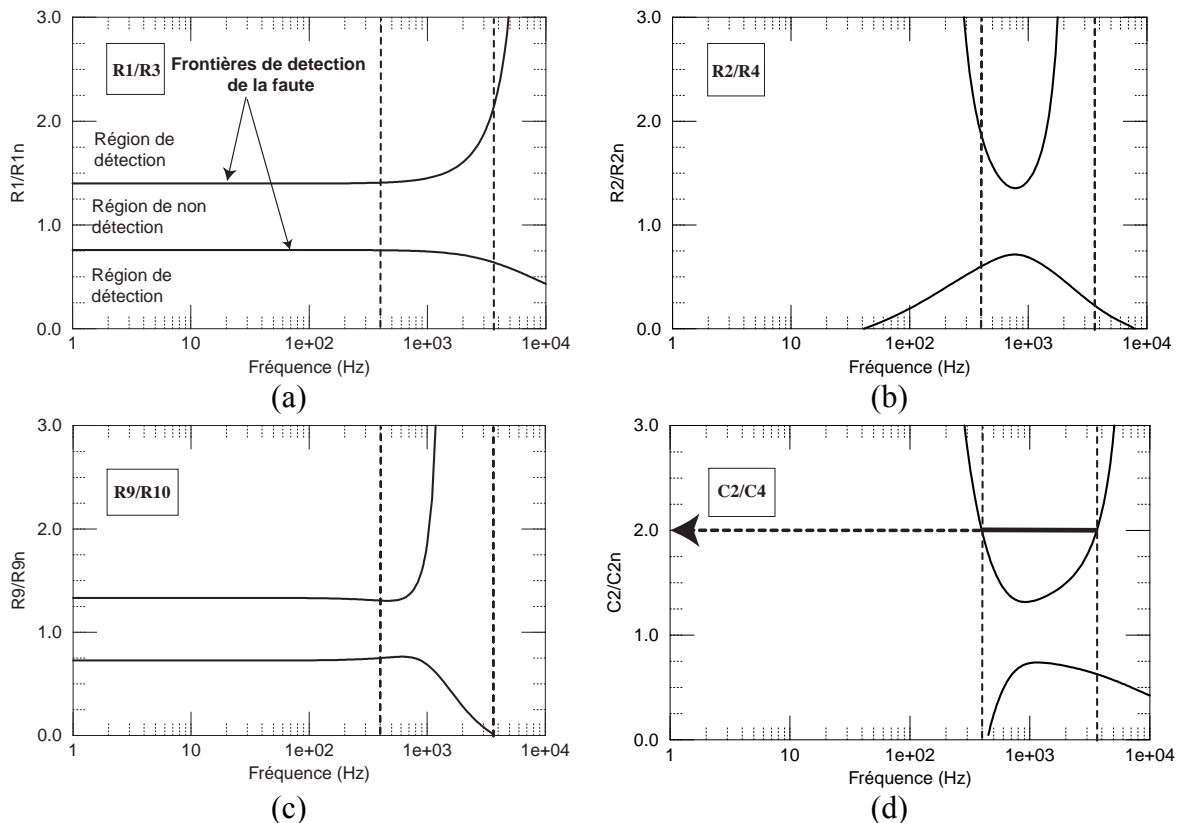 3.0
R1/R3
Frontières de detection
de la faute
2.0
Région de
détection
R1/R1n
Région de non
détection
1.0
Région de
détection
0.0
1
10
1e+02
1e+03
1e+04
Fréquence (Hz)
(a)
3.0
R2/R4
2.0
R2/R2n
1.0
0.0
1
10
1e+02
1e+03
1e+04
Fréquence (Hz)
(b)
3.0
R9/R10
2.0
R9/R9n
1.0
0.0
1
10
1e+02
1e+03
1e+04
Fréquence (Hz)
(c)
3.0
C2/C4
2.0
C2/C2n
1.0
0.0
1
10
1e+02
1e+03
1e+04
Fréquence (Hz)
(d)